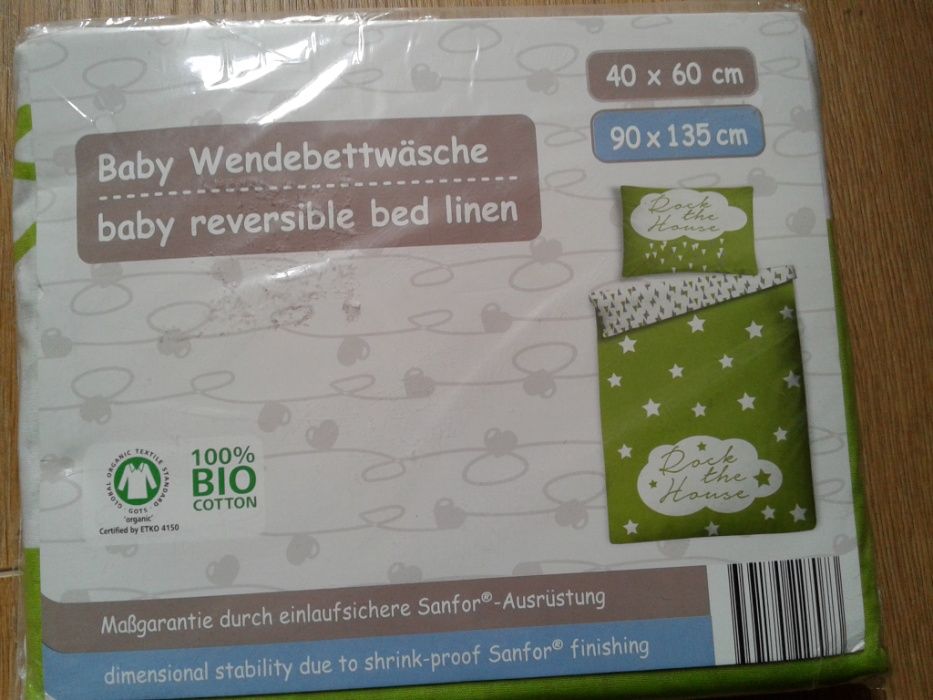 40 x 60 cm
90 x 135 cm
Baby Wendebettwäsche
baby reversible bed linen
Rock
the
House
Rock
the
House
GLOBAL ORGANIC TEXTILE STANDARD
· GOTS ·
'organic'
Certified by ETKO 4150
100%
BIO
COTTON
Maßgarantie durch einlaufsichere Sanfor®-Ausrüstung
dimensional stability due to shrink-proof Sanfor® finishing